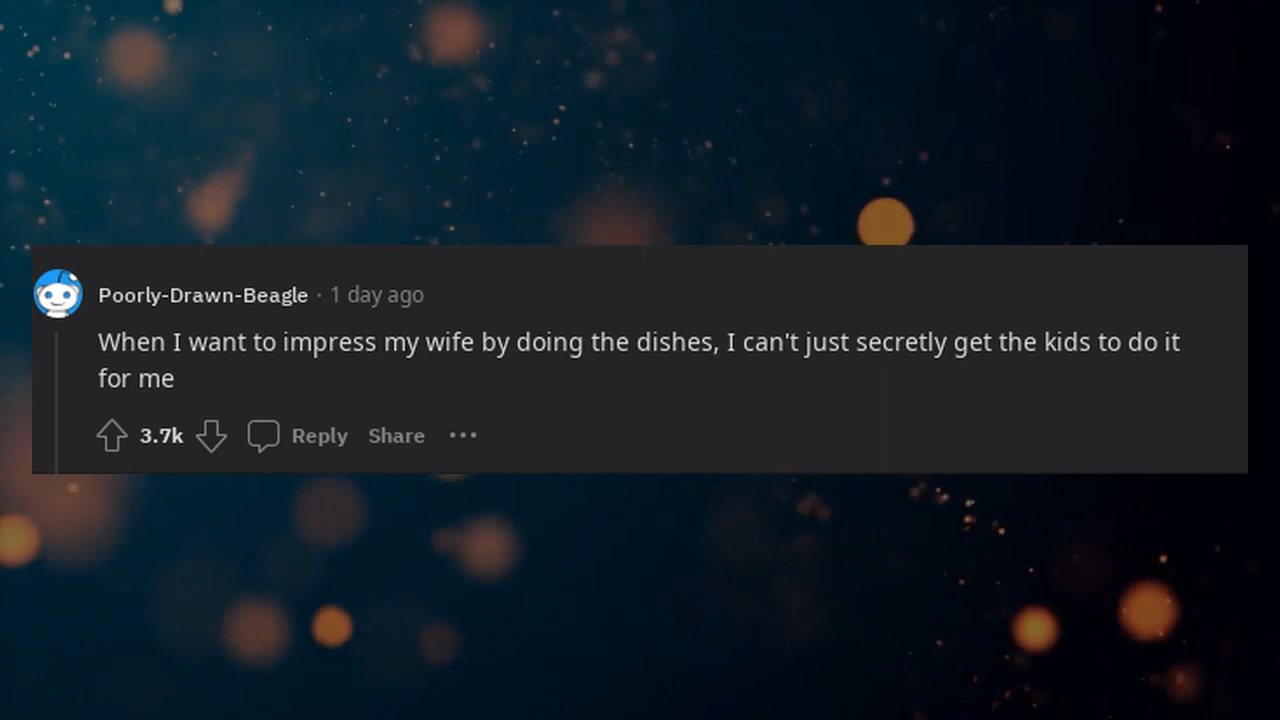 Poorly-Drawn-Beagle · 1 day ago
When I want to impress my wife by doing the dishes, I can't just secretly get the kids to do it
for me
3.7k Reply Share ···